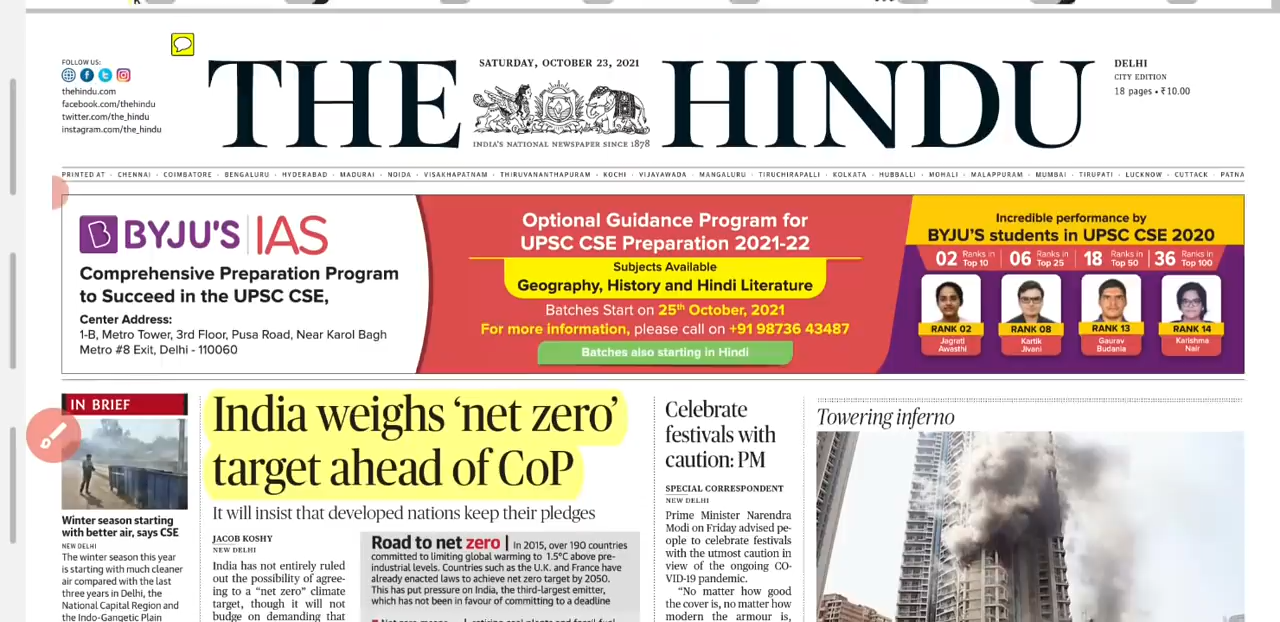 FOLLOW US:
thehindu.com
facebook.com/thehindu
twitter.com/the_hindu
instagram.com/the_hindu
THE HINDU
SATURDAY, OCTOBER 23, 2021
INDIA'S NATIONAL NEWSPAPER SINCE 1878
DELHI
CITY EDITION
18 pages • ₹10.00
PRINTED AT · CHENNAI · COIMBATORE · BENGALURU · HYDERABAD · MADURAI · NOIDA · VISAKHAPATNAM · THIRUVANANTHAPURAM · KOCHI · VIJAYAWADA · MANGALURU · TIRUCHIRAPALLI · KOLKATA · HUBBALLI · MOHALI · MALAPPURAM · MUMBAI · TIRUPATI · LUCKNOW · CUTTACK · PATNA
BYJU'S IAS
Comprehensive Preparation Program
to Succeed in the UPSC CSE,
Center Address:
1-B, Metro Tower, 3rd Floor, Pusa Road, Near Karol Bagh
Metro #8 Exit, Delhi - 110060
Optional Guidance Program for
UPSC CSE Preparation 2021-22
Subjects Available
Geography, History and Hindi Literature
Batches Start on 25th October, 2021
For more information, please call on +91 98736 43487
Batches also starting in Hindi
Incredible performance by
BYJU'S students in UPSC CSE 2020
02 Ranks in Top 10
06 Ranks in Top 25
18 Ranks in Top 50
36 Ranks in Top 100
RANK 02
Jagrati
Awasthi
RANK 08
Kartik
Jivani
RANK 13
Gaurav
Budania
RANK 14
Karishma
Nair
IN BRIEF
Winter season starting
with better air, says CSE
NEW DELHI
The winter season this year
is starting with much cleaner
air compared with the last
three years in Delhi, the
National Capital Region and
the Indo-Gangetic Plain
India weighs 'net zero'
target ahead of CoP
It will insist that developed nations keep their pledges
JACOB KOSHY
NEW DELHI
India has not entirely ruled
out the possibility of agree-
ing to a "net zero" climate
target, though it will not
budge on demanding that
Road to net zero | In 2015, over 190 countries
committed to limiting global warming to 1.5°C above pre-
industrial levels. Countries such as the U.K. and France have
already enacted laws to achieve net zero target by 2050.
This has put pressure on India, the third-largest emitter,
which has not been in favour of committing to a deadline
Celebrate
festivals with
caution: PM
SPECIAL CORRESPONDENT
NEW DELHI
Prime Minister Narendra
Modi on Friday advised pe-
ople to celebrate festivals
with the utmost caution in
view of the ongoing CO-
VID-19 pandemic.
"No matter how good
the cover is, no matter how
modern the armour is,
Towering inferno